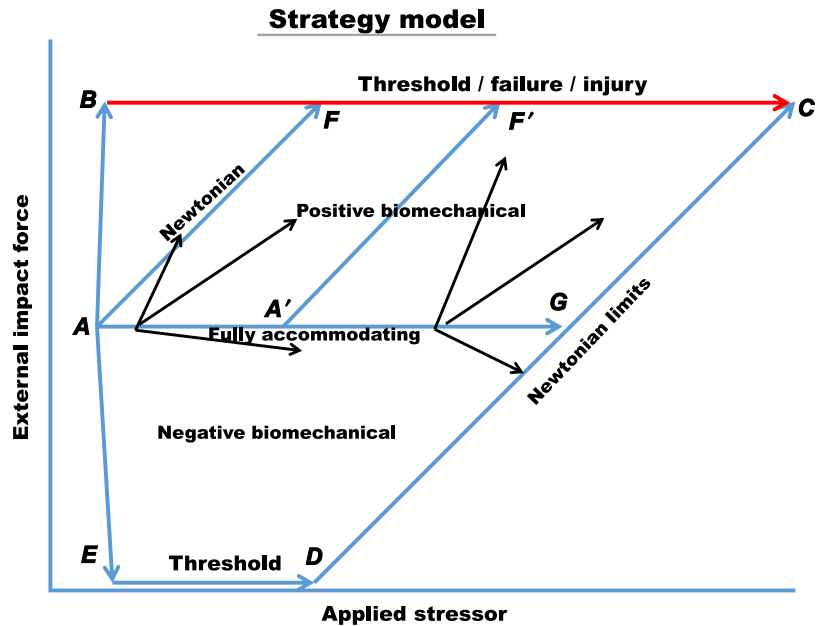 Strategy model
Threshold / failure / injury
B
F
F′
C
Newtonian
Positive biomechanical
External impact force
A
A′
G
Fully accommodating
Newtonian limits
Negative biomechanical
E
Threshold
D
Applied stressor